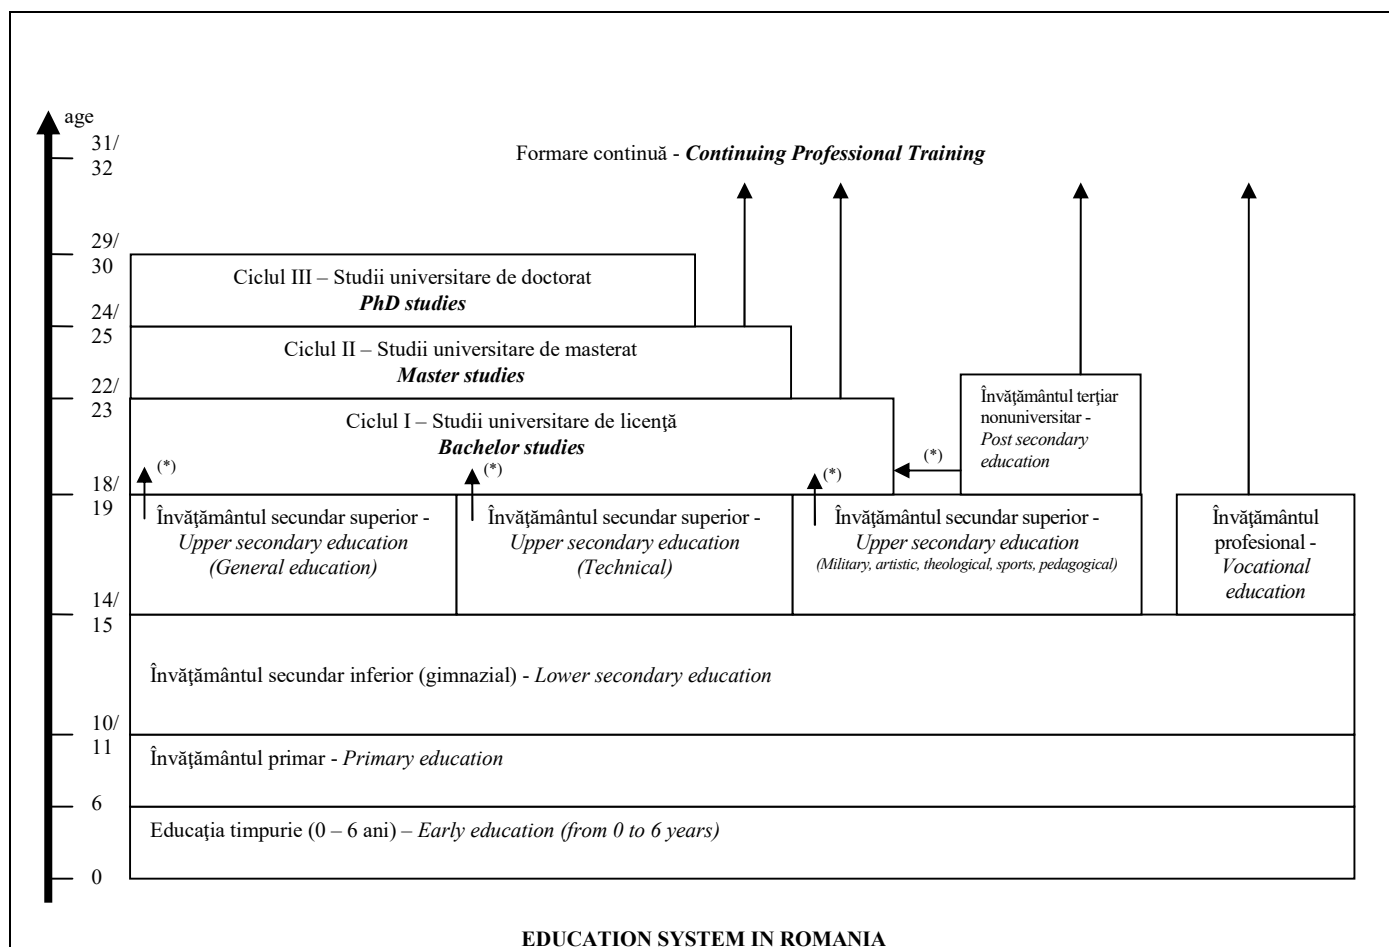 age
31/
32
Formare continuă - Continuing Professional Training
29/
30
Ciclul III – Studii universitare de doctorat
PhD studies
24/
25
Ciclul II – Studii universitare de masterat
Master studies
22/
23
Ciclul I – Studii universitare de licenţă
Bachelor studies
Învăţământul terţiar
nonuniversitar -
Post secondary
education
(*)
(*)
(*)
(*)
18/
19
Învăţământul secundar superior -
Upper secondary education
(General education)
Învăţământul secundar superior -
Upper secondary education
(Technical)
Învăţământul secundar superior -
Upper secondary education
(Military, artistic, theological, sports, pedagogical)
Învăţământul
profesional -
Vocational
education
14/
15
Învăţământul secundar inferior (gimnazial) - Lower secondary education
10/
11
Învăţământul primar - Primary education
6
Educaţia timpurie (0 – 6 ani) – Early education (from 0 to 6 years)
0
EDUCATION SYSTEM IN ROMANIA